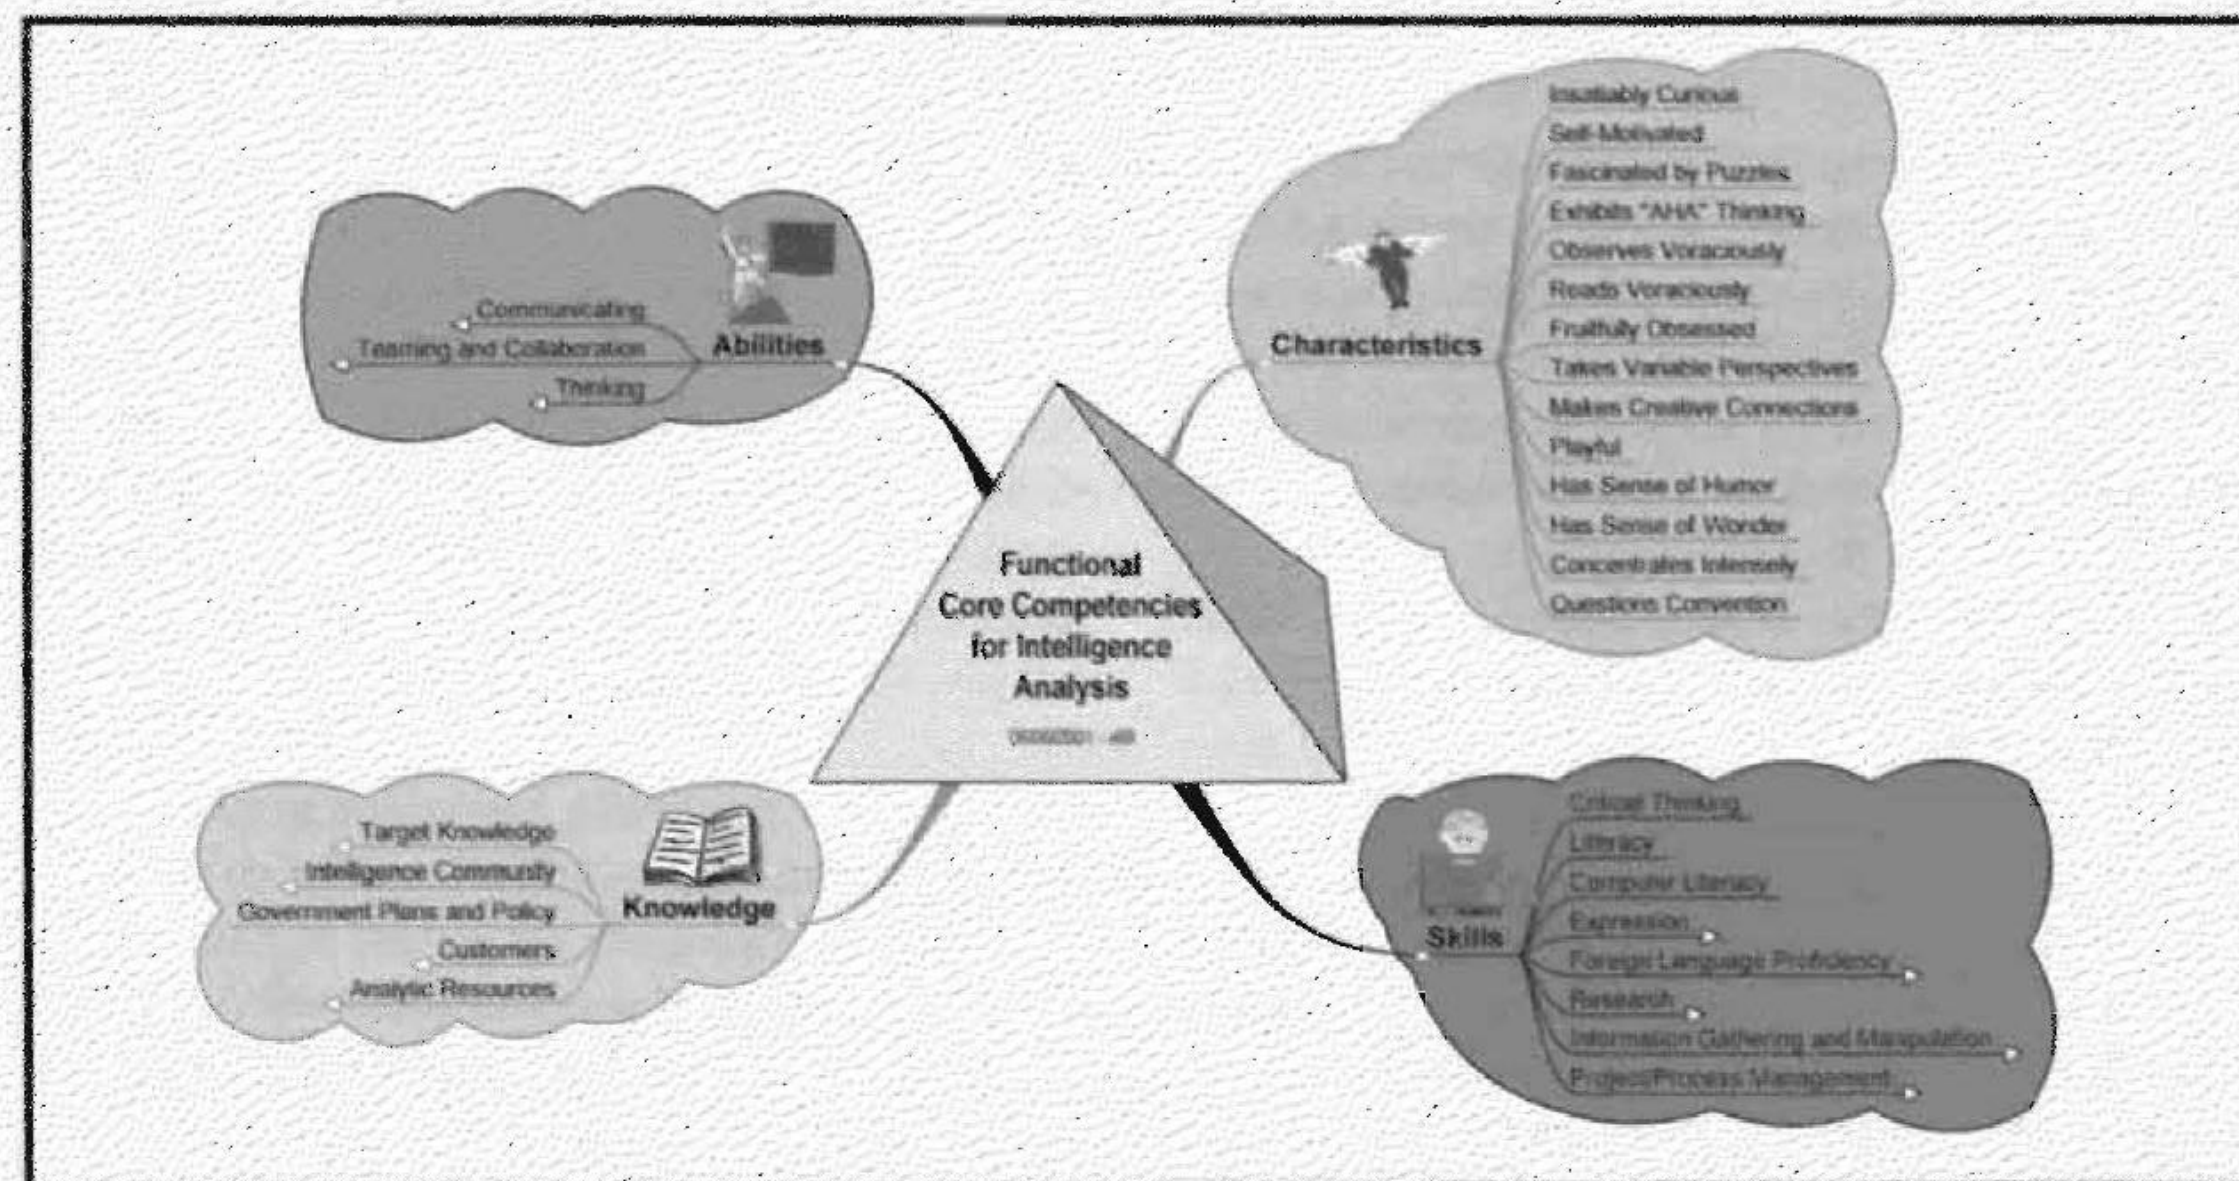 Communicating
Teaming and Collaboration
Thinking
Abilities
Characteristics
Insatiably Curious
Self-Motivated
Fascinated by Puzzles
Exhibits "AHA" Thinking
Observes Voraciously
Reads Voraciously
Fruitfully Obsessed
Takes Variable Perspectives
Makes Creative Connections
Playful
Has Sense of Humor
Has Sense of Wonder
Concentrates Intensely
Questions Convention
Functional
Core Competencies
for Intelligence
Analysis
Target Knowledge
Intelligence Community
Government Plans and Policy
Customers
Analytic Resources
Knowledge
Skills
Critical Thinking
Literacy
Computer Literacy
Expression
Foreign Language Proficiency
Research
Information Gathering and Manipulation
Project/Process Management